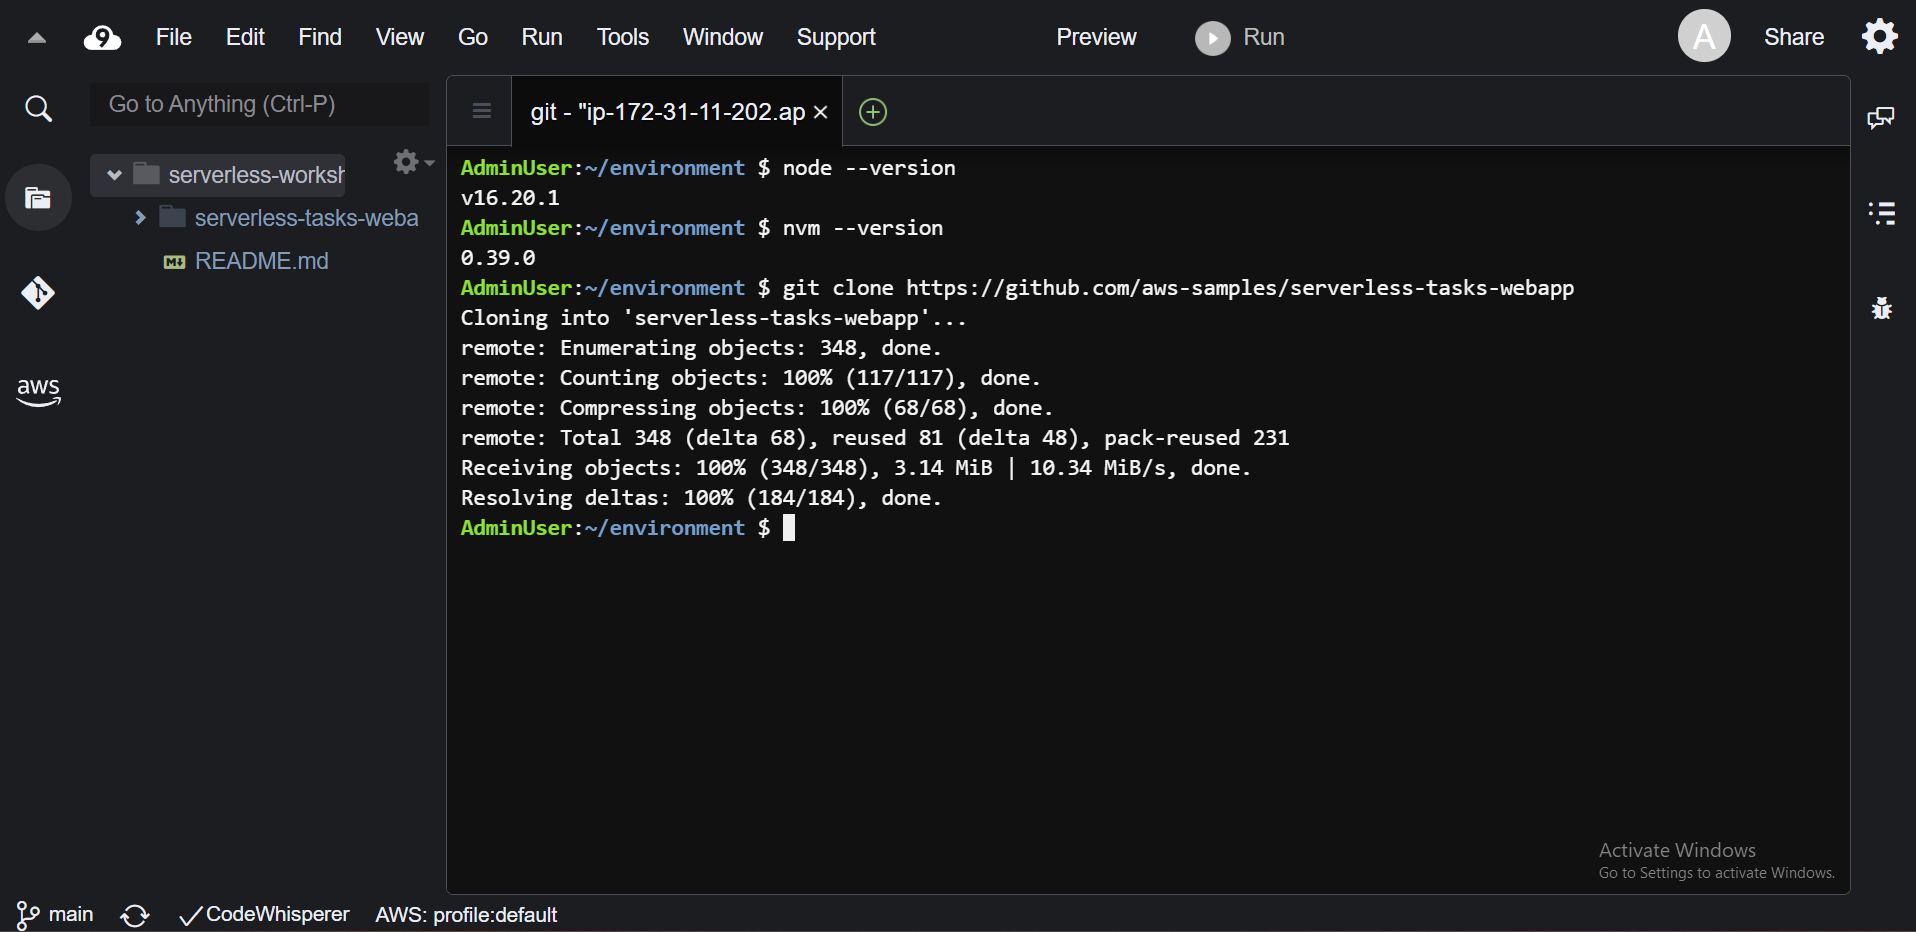 9 File Edit Find View Go Run Tools Window Support Preview Run A Share
Go to Anything (Ctrl-P)
git - "ip-172-31-11-202.ap
serverless-worksh
serverless-tasks-weba
README.md
aws
AdminUser:~/environment $ node --version
v16.20.1
AdminUser:~/environment $ nvm --version
0.39.0
AdminUser:~/environment $ git clone https://github.com/aws-samples/serverless-tasks-webapp
Cloning into 'serverless-tasks-webapp'...
remote: Enumerating objects: 348, done.
remote: Counting objects: 100% (117/117), done.
remote: Compressing objects: 100% (68/68), done.
remote: Total 348 (delta 68), reused 81 (delta 48), pack-reused 231
Receiving objects: 100% (348/348), 3.14 MiB | 10.34 MiB/s, done.
Resolving deltas: 100% (184/184), done.
AdminUser:~/environment $
Activate Windows
Go to Settings to activate Windows.
main CodeWhisperer AWS: profile:default